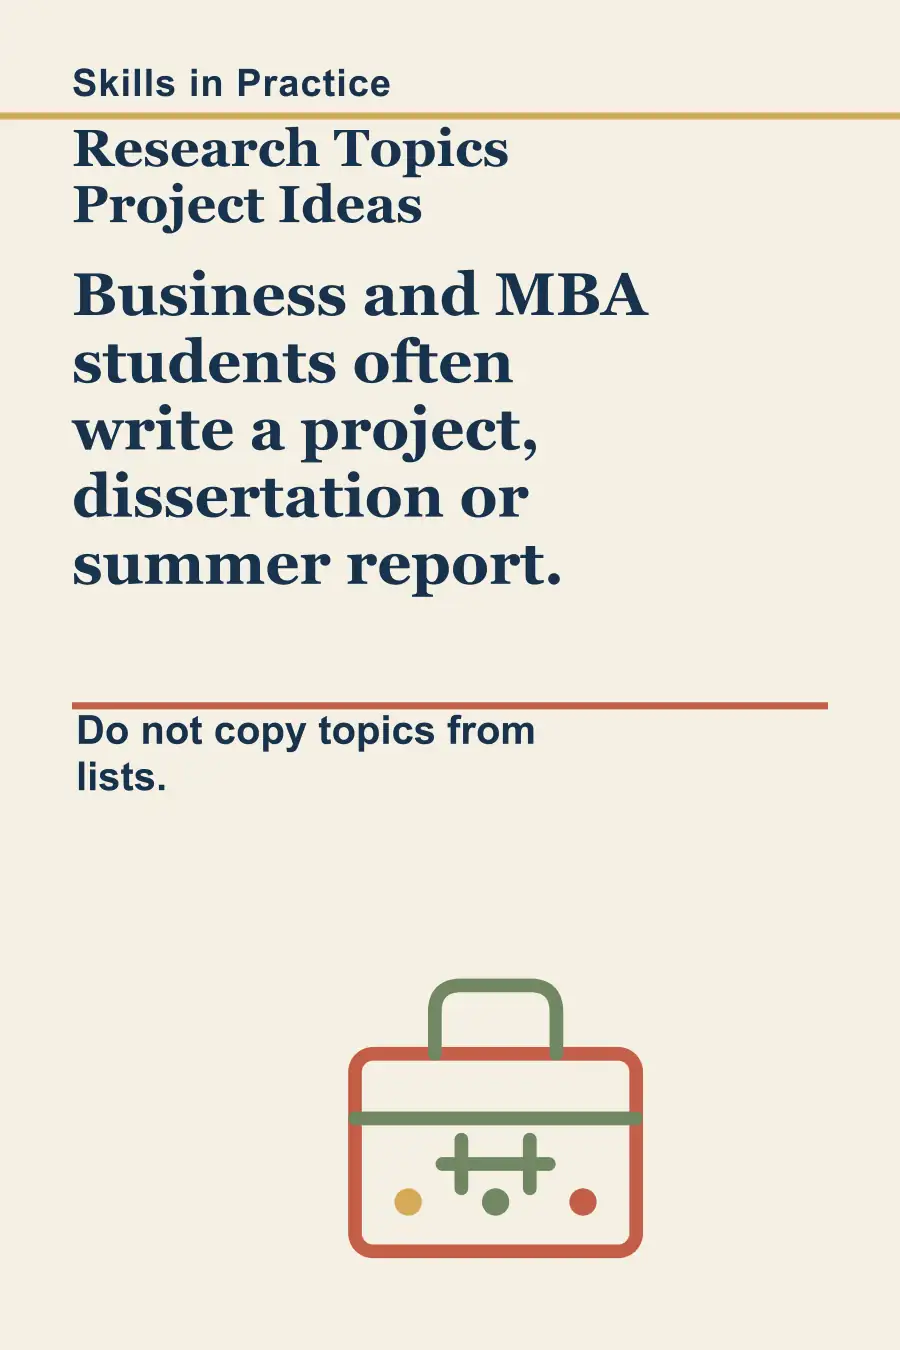 Skills in Practice
Research Topics
Project Ideas
Business and MBA
students often
write a project,
dissertation or
summer report.
Do not copy topics from
lists.